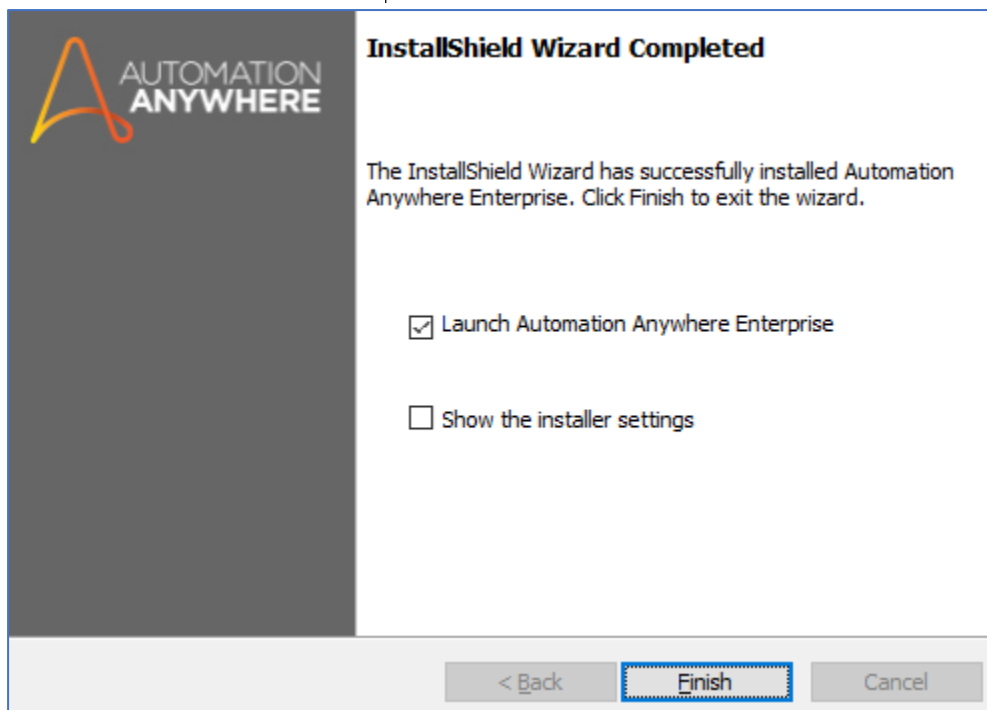 AUTOMATION
ANYWHERE
InstallShield Wizard Completed
The InstallShield Wizard has successfully installed Automation
Anywhere Enterprise. Click Finish to exit the wizard.
Launch Automation Anywhere Enterprise
Show the installer settings
< Back Finish Cancel